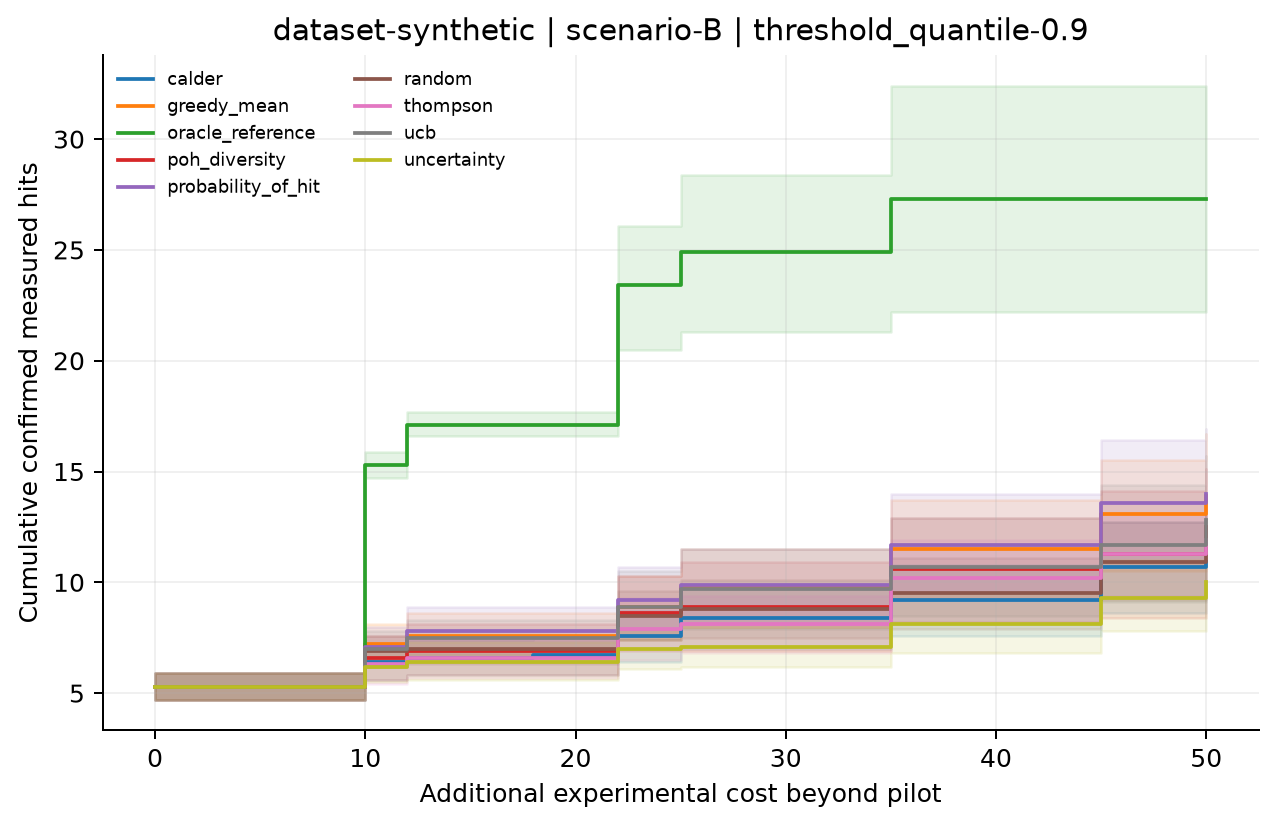 dataset-synthetic | scenario-B | threshold_quantile-0.9
calder
greedy_mean
oracle_reference
poh_diversity
probability_of_hit
random
thompson
ucb
uncertainty
Cumulative confirmed measured hits
30
25
20
15
10
5
0
10
20
30
40
50
Additional experimental cost beyond pilot